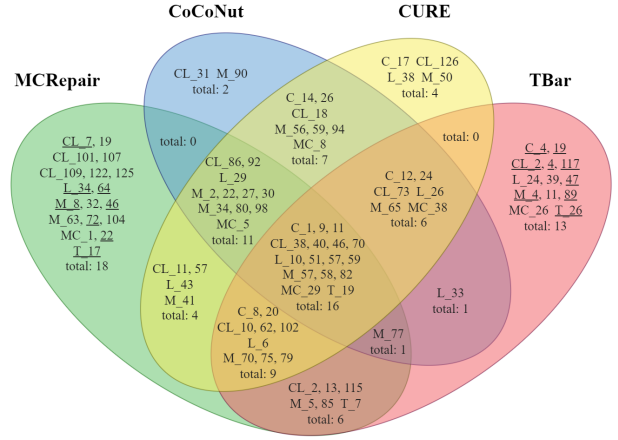 CoCoNut
CURE
MCRepair
TBar
CL_31 M_90
total: 2
C_17 CL_126
L_38 M_50
total: 4
C_14, 26
CL_18
M_56, 59, 94
MC_8
total: 7
total: 0
total: 0
CL_7, 19
CL_101, 107
CL_109, 122, 125
L_34, 64
M_8, 32, 46
M_63, 72, 104
MC_1, 22
T_17
total: 18
C_4, 19
CL_2, 4, 117
L_24, 39, 47
M_4, 11, 89
MC_26 T_26
total: 13
CL_86, 92
L_29
M_2, 22, 27, 30
M_34, 80, 98
MC_5
total: 11
C_12, 24
CL_73 L_26
M_65 MC_38
total: 6
C_1, 9, 11
CL_38, 40, 46, 70
L_10, 51, 57, 59
M_57, 58, 82
MC_29 T_19
total: 16
CL_11, 57
L_43
M_41
total: 4
L_33
total: 1
C_8, 20
CL_10, 62, 102
L_6
M_70, 75, 79
total: 9
M_77
total: 1
CL_2, 13, 115
M_5, 85 T_7
total: 6